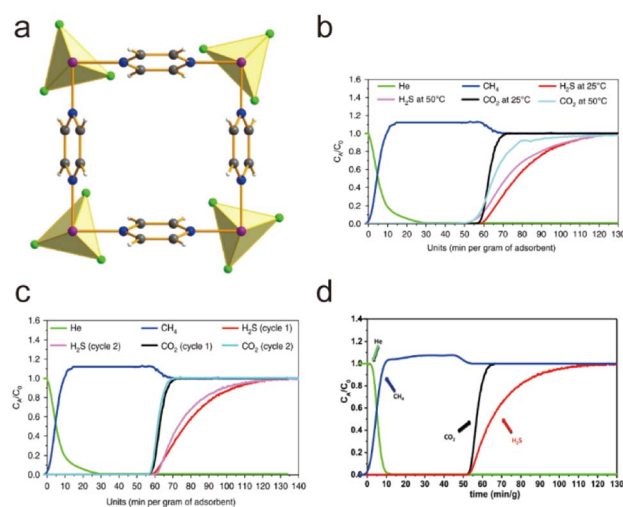 a
b
He CH₄ H₂S at 25°C
H₂S at 50°C CO₂ at 25°C CO₂ at 50°C
C_A/C_0
1.6
1.4
1.2
1.0
0.8
0.6
0.4
0.2
0.0
0 10 20 30 40 50 60 70 80 90 100 110 120 130
Units (min per gram of adsorbent)
c
He CH₄ H₂S (cycle 1)
H₂S (cycle 2) CO₂ (cycle 1) CO₂ (cycle 2)
C_A/C_0
1.6
1.4
1.2
1.0
0.8
0.6
0.4
0.2
0.0
0 10 20 30 40 50 60 70 80 90 100 110 120 130 140
Units (min per gram of adsorbent)
d
He
CH₄
CO₂
H₂S
C_A/C_0
1.6
1.4
1.2
1.0
0.8
0.6
0.4
0.2
0.0
0 10 20 30 40 50 60 70 80 90 100 110 120 130
time (min/g)